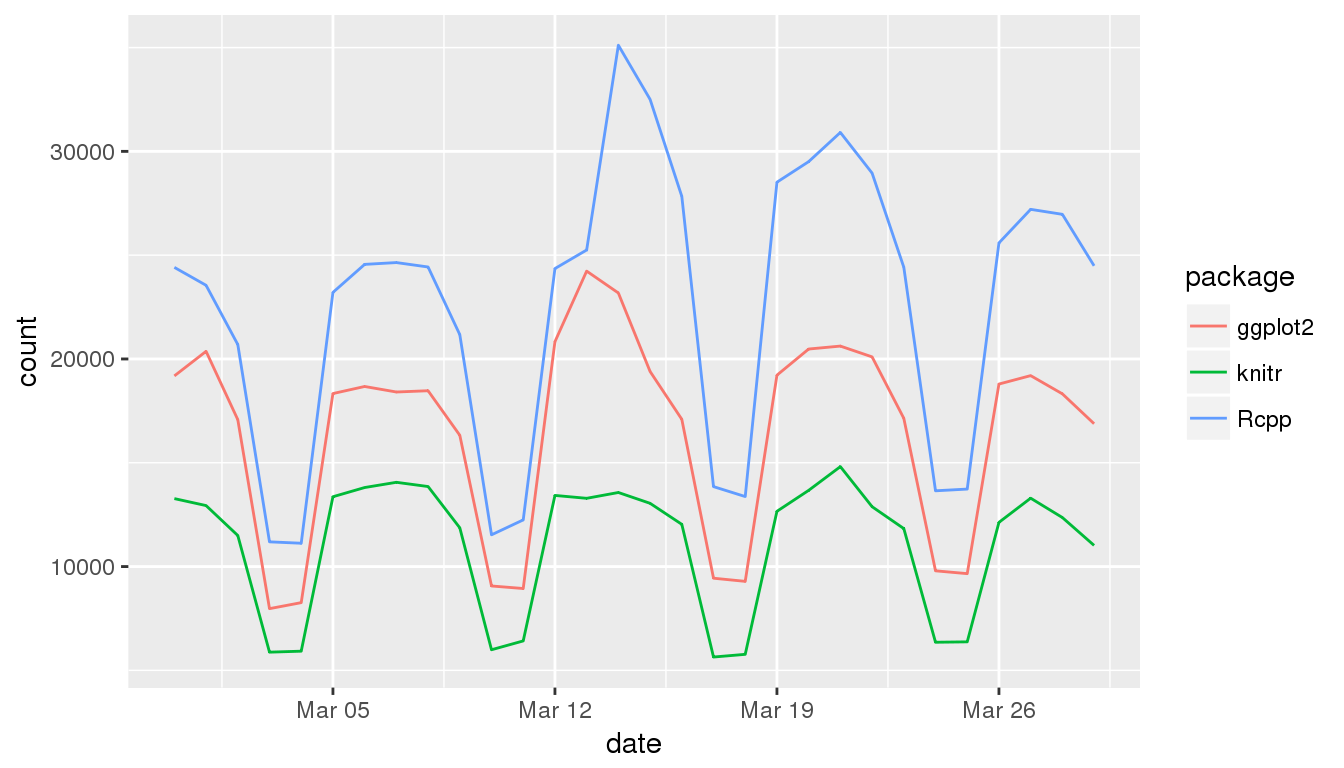 count
30000
20000
10000
Mar 05
Mar 12
Mar 19
Mar 26
date
package
ggplot2
knitr
Rcpp